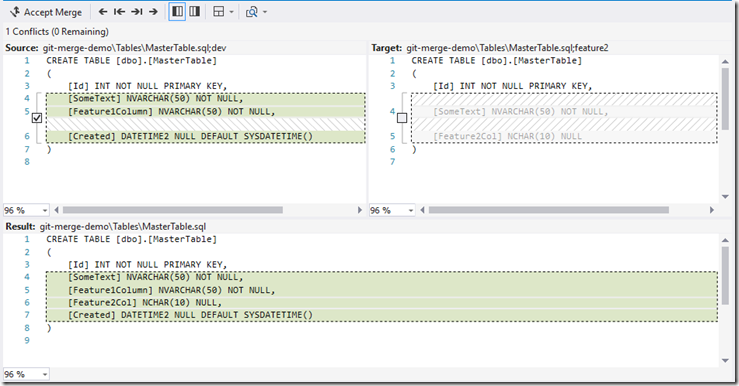 Accept Merge
1 Conflicts (0 Remaining)
Source: git-merge-demo\Tables\MasterTable.sql;dev
1 CREATE TABLE [dbo].[MasterTable]
2 (
3 [Id] INT NOT NULL PRIMARY KEY,
4 [SomeText] NVARCHAR(50) NOT NULL,
5 [Feature1Column] NVARCHAR(50) NOT NULL,
6 [Created] DATETIME2 NULL DEFAULT SYSDATETIME()
7 )
8
96 %
Target: git-merge-demo\Tables\MasterTable.sql;feature2
1 CREATE TABLE [dbo].[MasterTable]
2 (
3 [Id] INT NOT NULL PRIMARY KEY,
4 [SomeText] NVARCHAR(50) NOT NULL,
5 [Feature2Col] NCHAR(10) NULL
6 )
7
96 %
Result: git-merge-demo\Tables\MasterTable.sql
1 CREATE TABLE [dbo].[MasterTable]
2 (
3 [Id] INT NOT NULL PRIMARY KEY,
4 [SomeText] NVARCHAR(50) NOT NULL,
5 [Feature1Column] NVARCHAR(50) NOT NULL,
6 [Feature2Col] NCHAR(10) NULL,
7 [Created] DATETIME2 NULL DEFAULT SYSDATETIME()
8 )
9
96 %